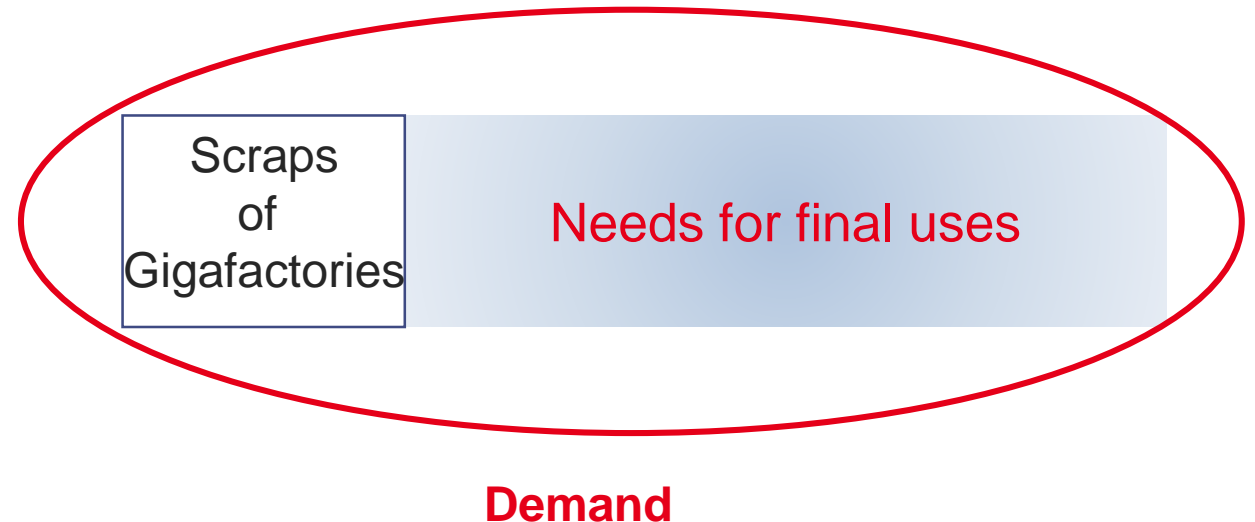 Scraps
of
Gigafactories
Needs for final uses
Demand